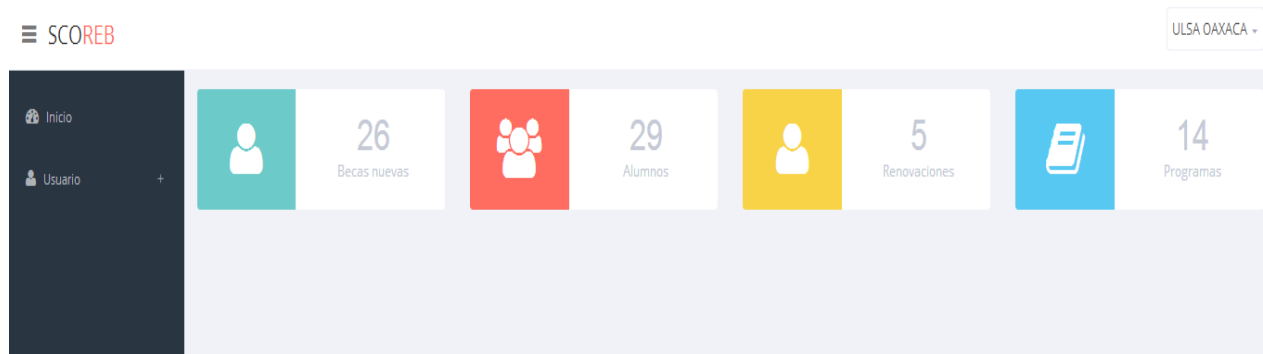 SCOREB
ULSA OAXACA
Inicio
Usuario +
26
Becas nuevas
29
Alumnos
5
Renovaciones
14
Programas